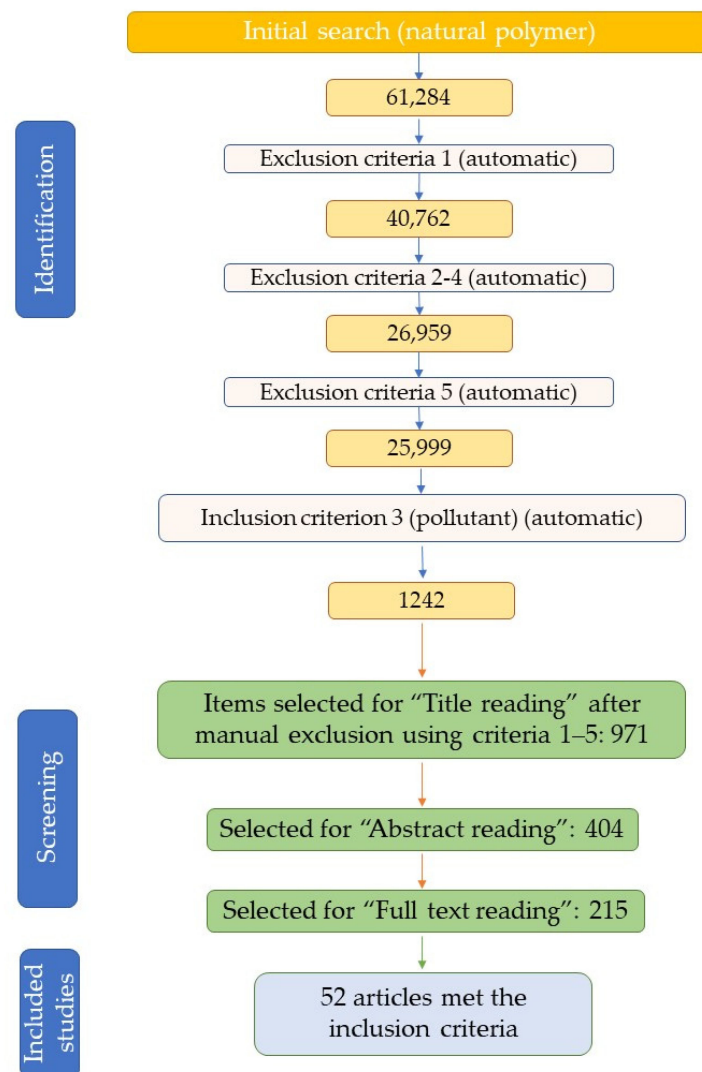 Initial search (natural polymer)
61,284
Identification
Exclusion criteria 1 (automatic)
40,762
Exclusion criteria 2-4 (automatic)
26,959
Exclusion criteria 5 (automatic)
25,999
Inclusion criterion 3 (pollutant) (automatic)
1242
Screening
Items selected for “Title reading” after
manual exclusion using criteria 1–5: 971
Selected for “Abstract reading”: 404
Selected for “Full text reading”: 215
Included
studies
52 articles met the
inclusion criteria